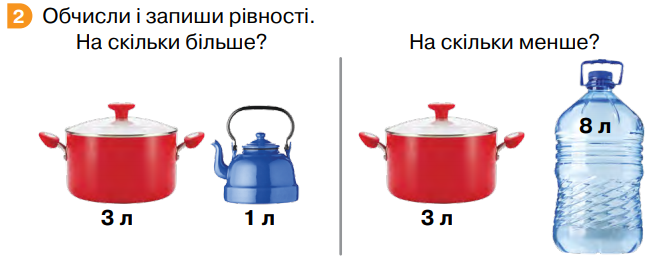 2 Обчисли і запиши рівності.
На скільки більше?
3 л 1 л
На скільки менше?
3 л 8 л